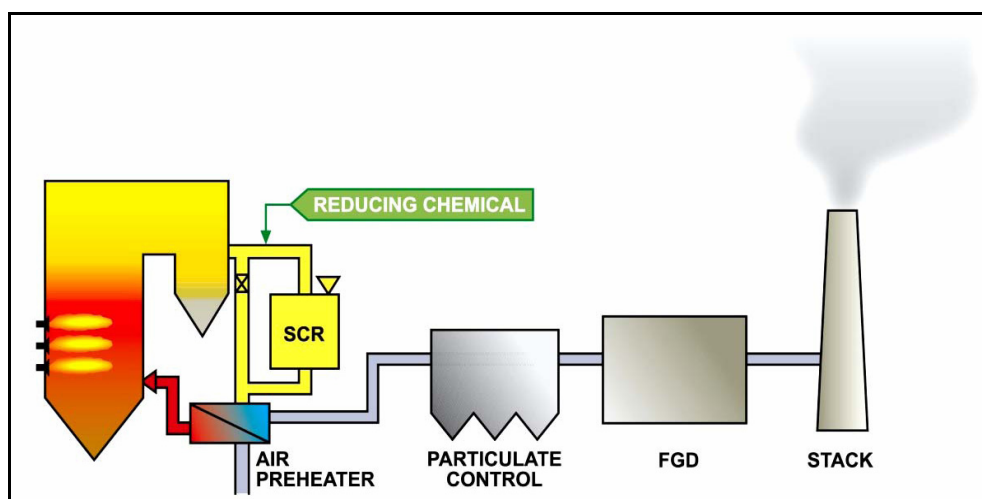 REDUCING CHEMICAL
SCR
AIR
PREHEATER
PARTICULATE
CONTROL
FGD
STACK